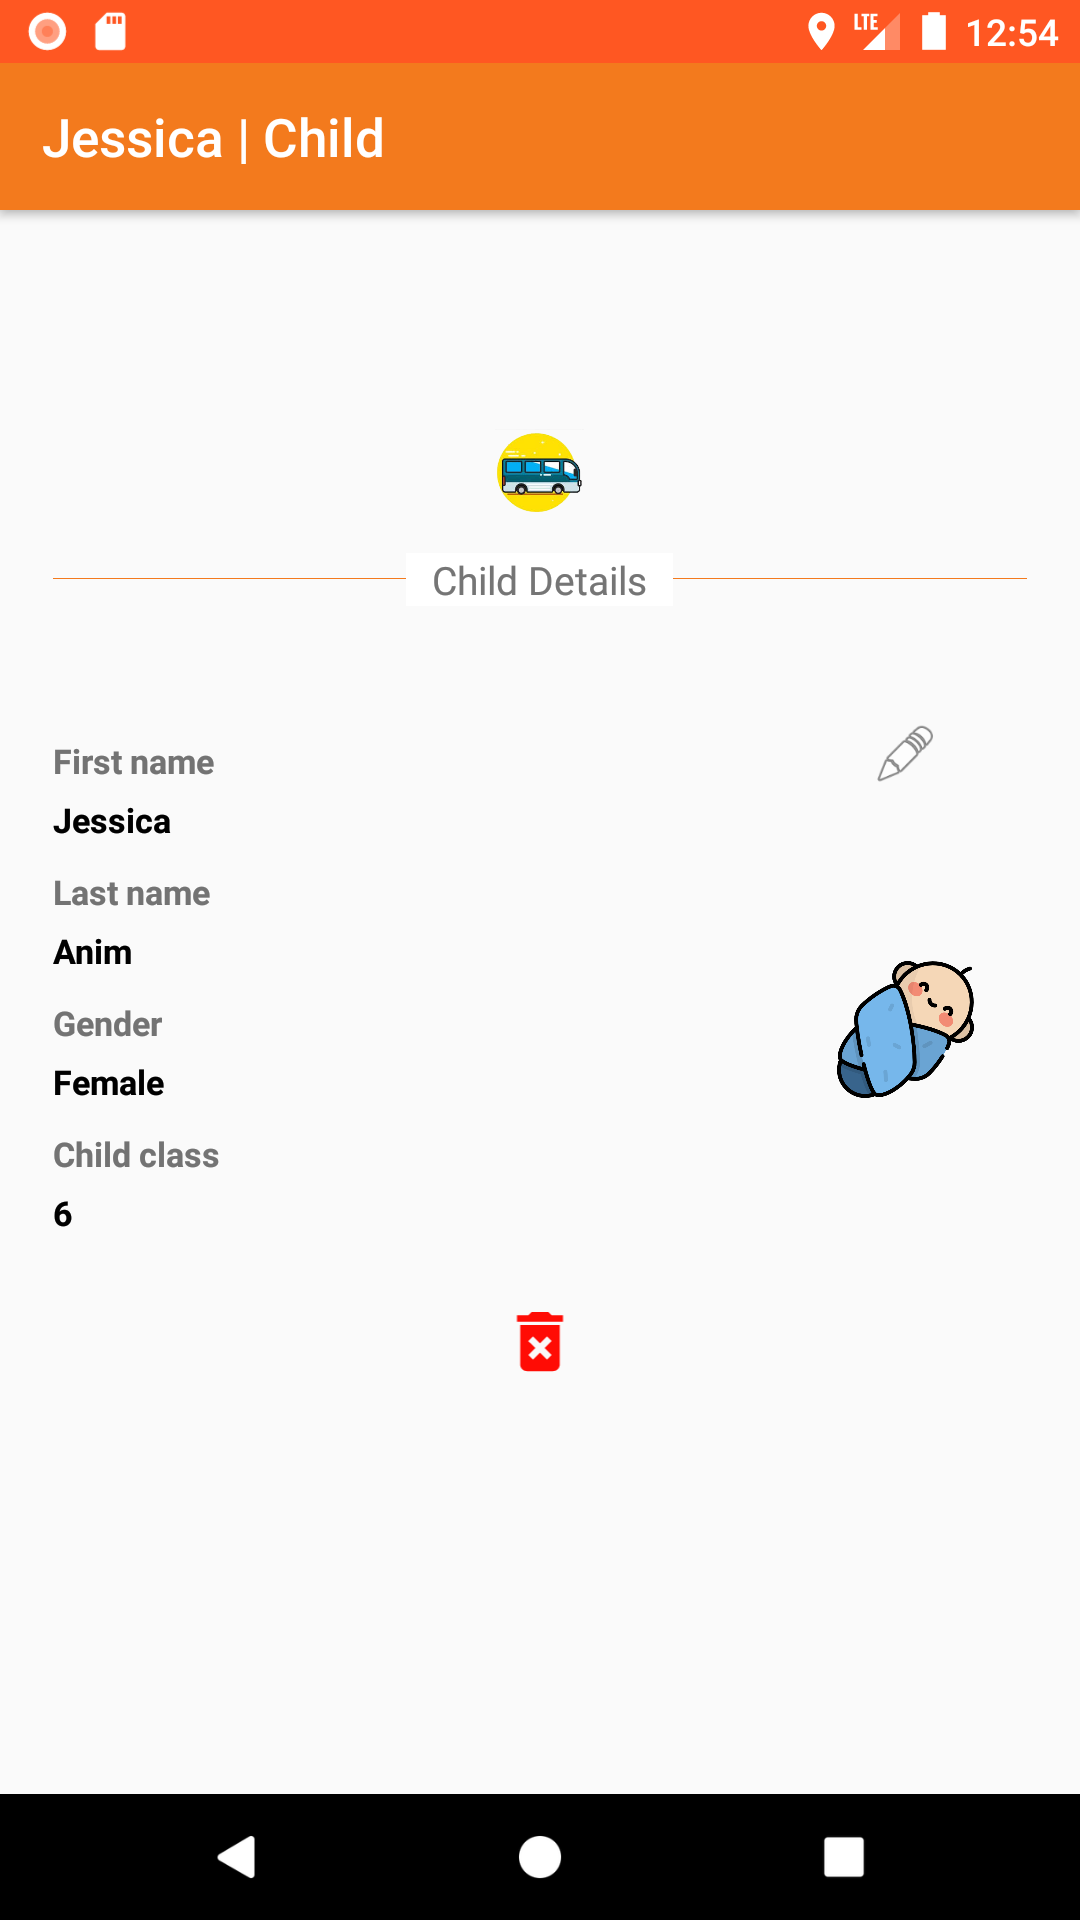 LTE 12:54
Jessica | Child
Child Details
First name
Jessica
Last name
Anim
Gender
Female
Child class
6